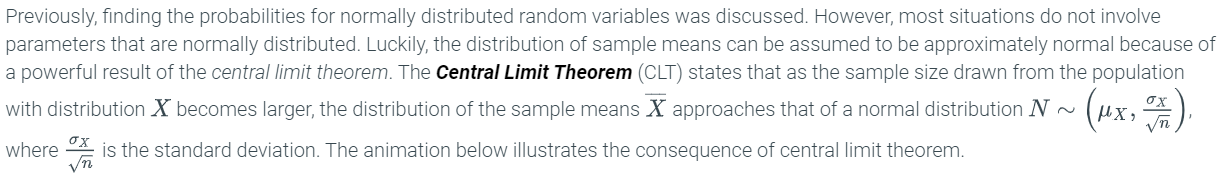 Previously, finding the probabilities for normally distributed random variables was discussed. However, most situations do not involve
parameters that are normally distributed. Luckily, the distribution of sample means can be assumed to be approximately normal because of
a powerful result of the central limit theorem. The Central Limit Theorem (CLT) states that as the sample size drawn from the population
with distribution X becomes larger, the distribution of the sample means X̅ approaches that of a normal distribution N ∼ (μ_X, σ_X/√n),
where σ_X/√n is the standard deviation. The animation below illustrates the consequence of central limit theorem.